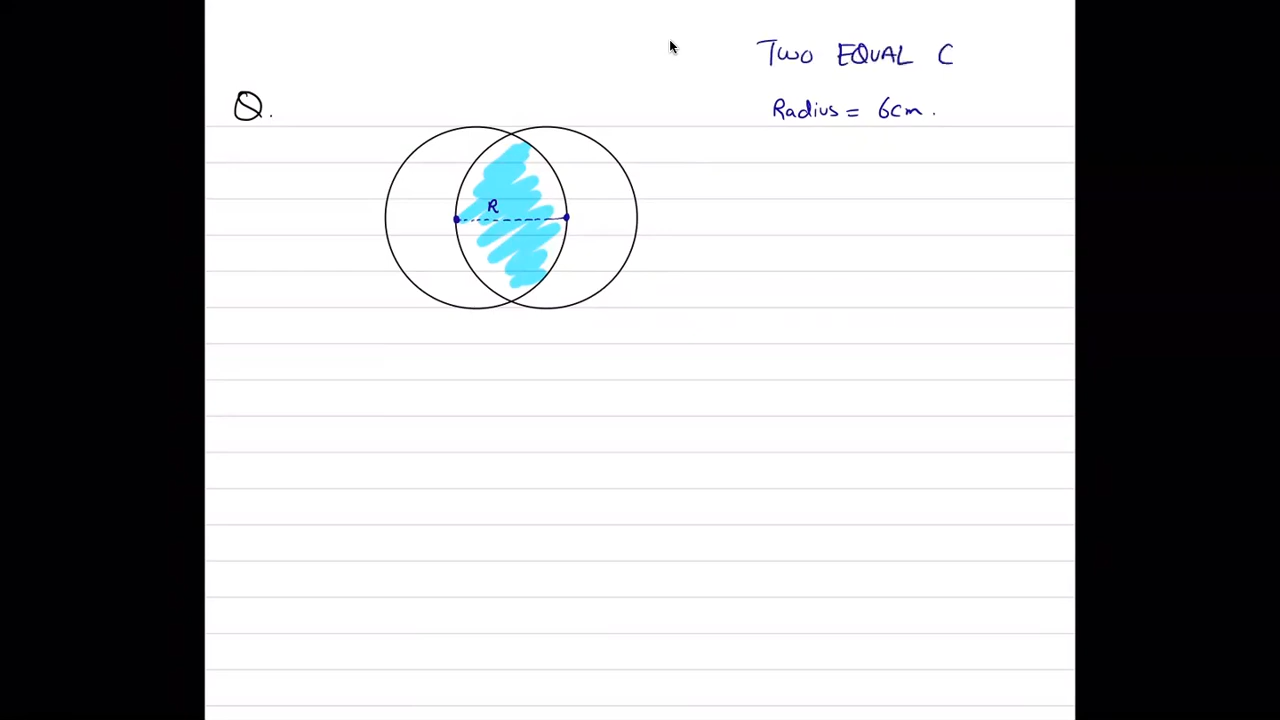 TWO EQUAL C
Q.
Radius = 6cm.
R